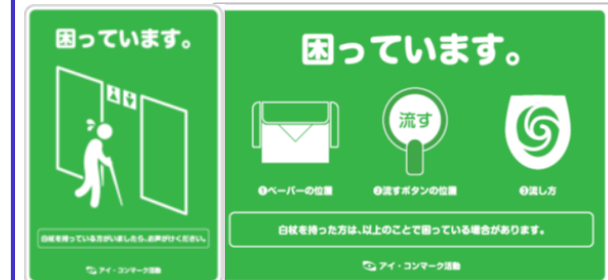 困っています。
白杖を持っている方がいましたら、お声がけください。
アイ・コンマーク活動
困っています。
流す
❶ペーパーの位置
❷流すボタンの位置
❸流し方
白杖を持った方は、以上のことで困っている場合があります。
アイ・コンマーク活動